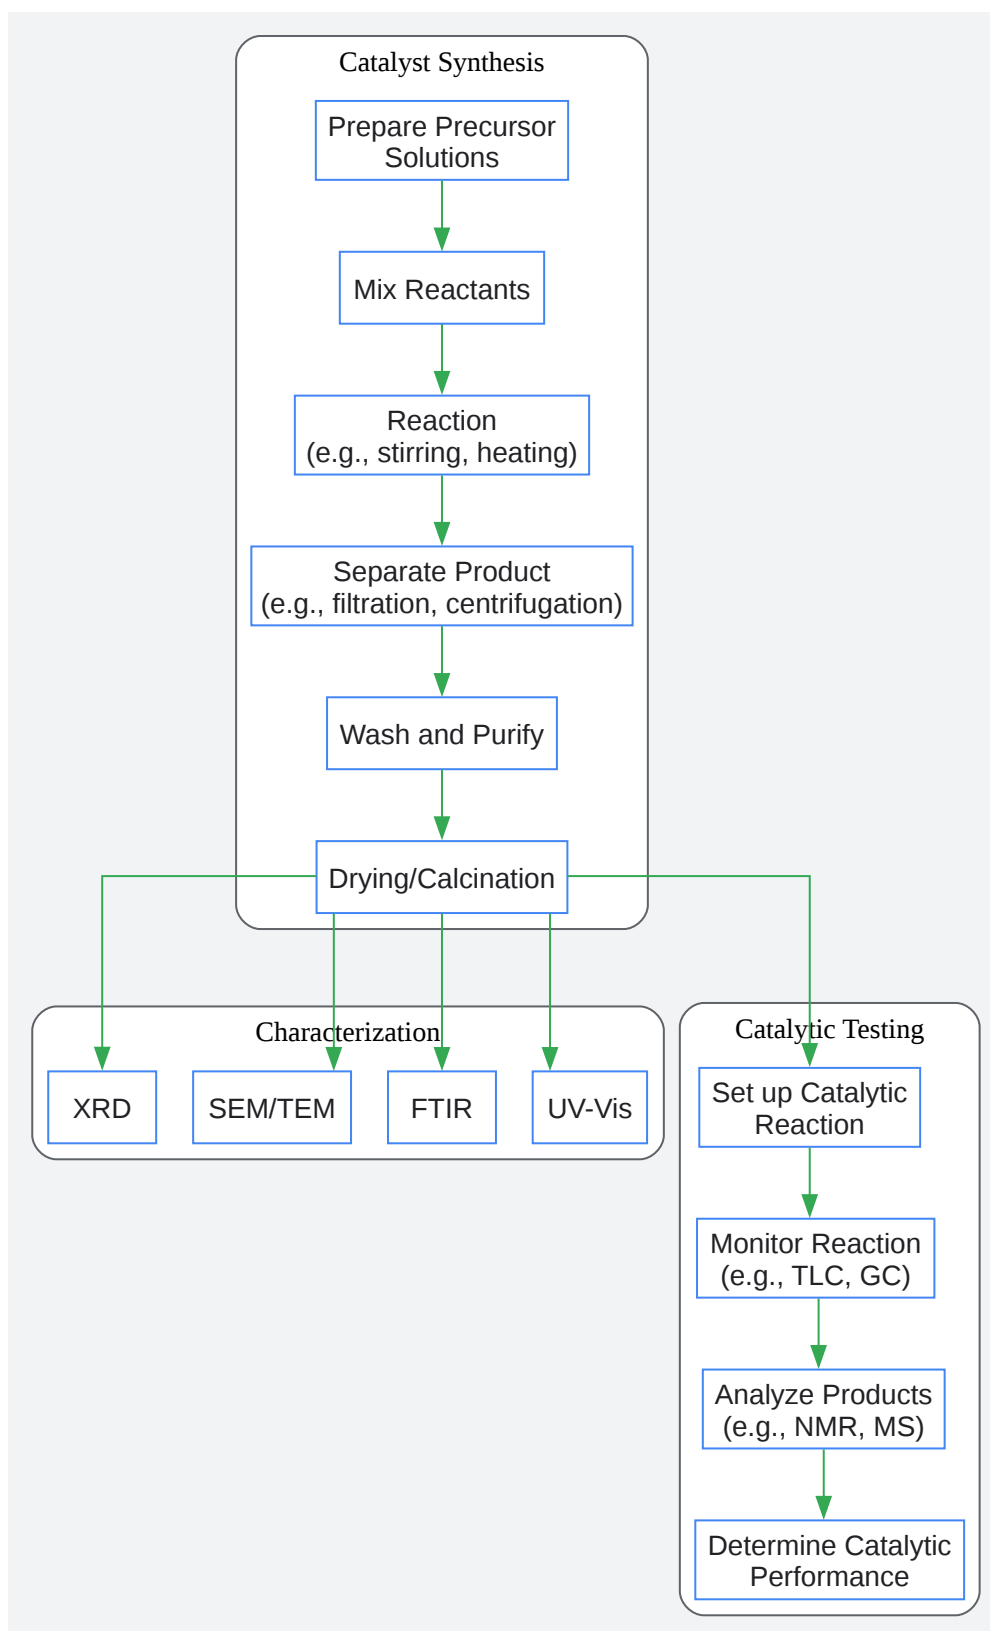 Catalyst Synthesis
Prepare Precursor
Solutions
Mix Reactants
Reaction
(e.g., stirring, heating)
Separate Product
(e.g., filtration, centrifugation)
Wash and Purify
Drying/Calcination
Characterization
XRD
SEM/TEM
FTIR
UV-Vis
Catalytic Testing
Set up Catalytic
Reaction
Monitor Reaction
(e.g., TLC, GC)
Analyze Products
(e.g., NMR, MS)
Determine Catalytic
Performance